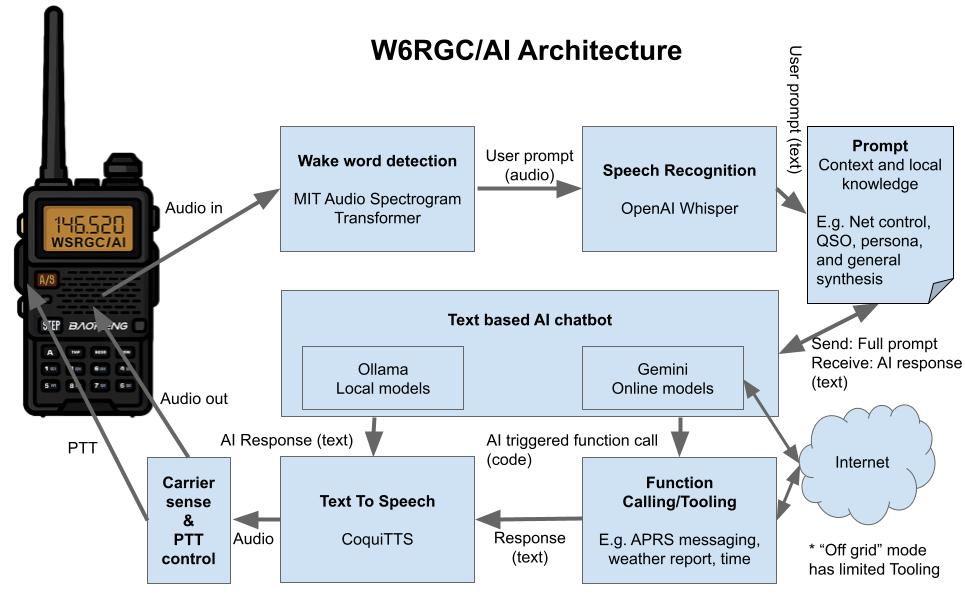 W6RGC/AI Architecture
146.520
WSRGC/AI
A/B
STEP
BAOFENG
Audio in
Wake word detection
MIT Audio Spectrogram
Transformer
User prompt
(audio)
Speech Recognition
OpenAI Whisper
User prompt (text)
Prompt
Context and local
knowledge
E.g. Net control,
QSO, persona,
and general
synthesis
Send: Full prompt
Receive: AI response
(text)
Text based AI chatbot
Ollama
Local models
Gemini
Online models
Audio out
PTT
AI Response (text)
AI triggered function call
(code)
Internet
Carrier
sense
&
PTT
control
Audio
Text To Speech
CoquiTTS
Response
(text)
Function
Calling/Tooling
E.g. APRS messaging,
weather report, time
* “Off grid” mode
has limited Tooling